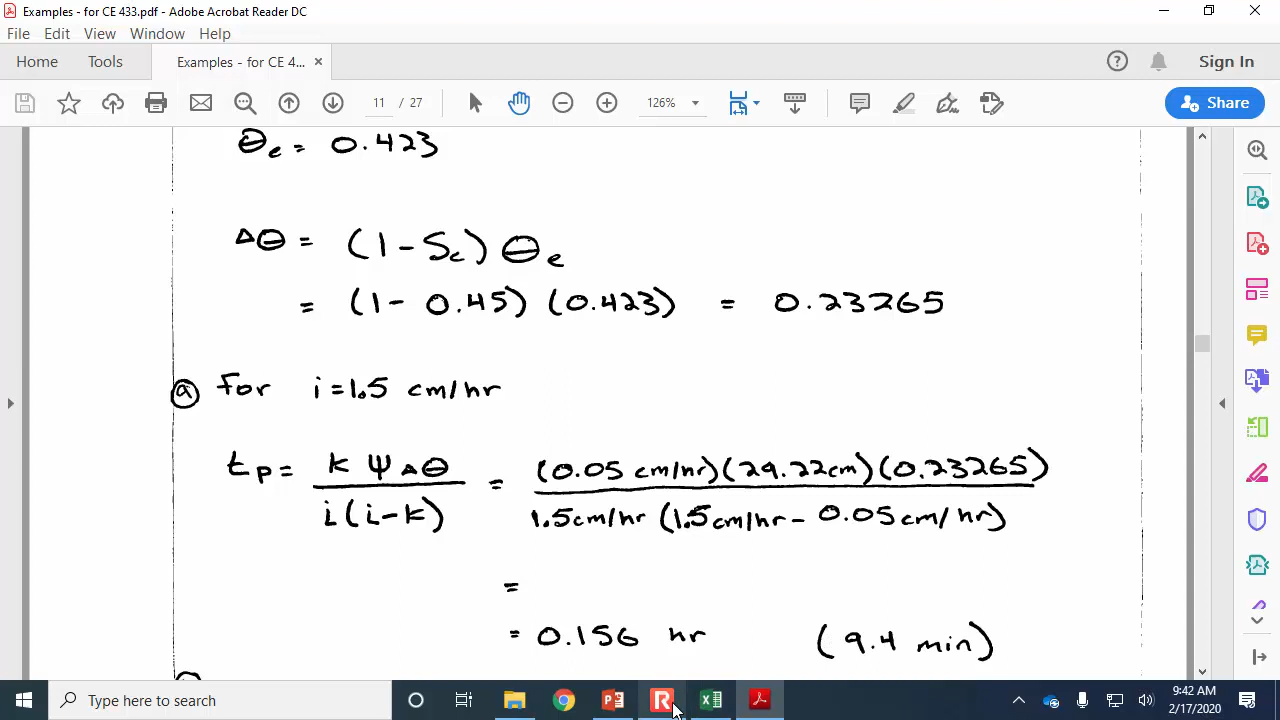 Examples - for CE 433.pdf - Adobe Acrobat Reader DC
File Edit View Window Help
Home Tools Examples - for CE 4... × ? Sign In
11 / 27 126% Share
θe = 0.423
Δθ = (1 - Sc) θe
= (1 - 0.45) (0.423) = 0.23265
ⓐ For i = 1.5 cm/hr
tp = K Ψ Δθ / i(i-K) = (0.05 cm/hr)(29.22cm)(0.23265) / 1.5cm/hr (1.5cm/hr - 0.05cm/hr)
=
= 0.156 hr (9.4 min)
Type here to search
9:42 AM
2/17/2020